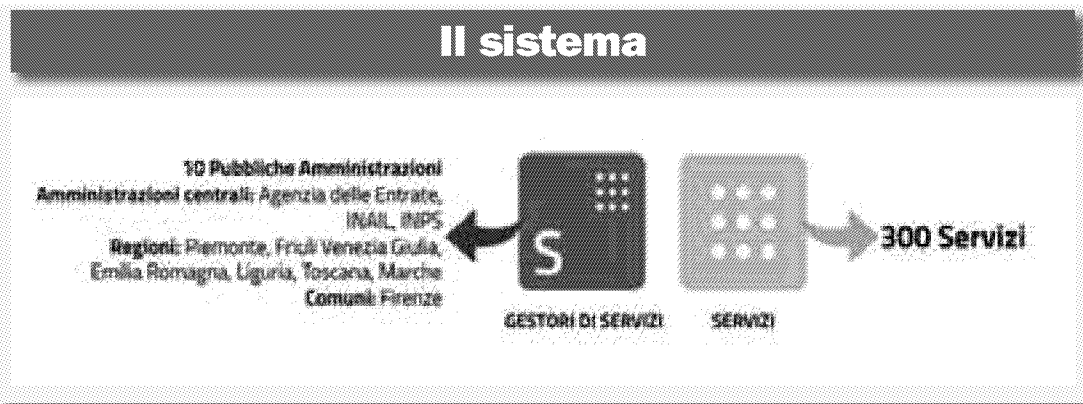 Il sistema
10 Pubbliche Amministrazioni
Amministrazioni centrali: Agenzia delle Entrate,
INAIL, INPS
Regioni: Piemonte, Friuli Venezia Giulia,
Emilia Romagna, Liguria, Toscana, Marche
Comuni: Firenze
S
GESTORI DI SERVIZI
SERVIZI
300 Servizi